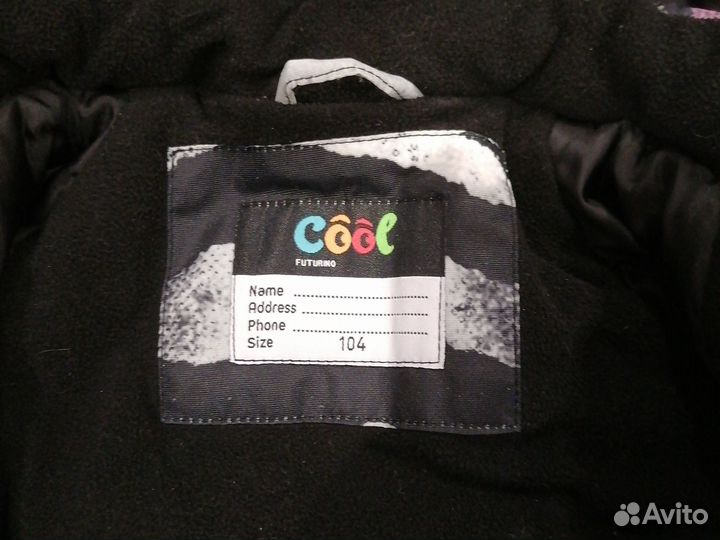 Côôl
FUTURINO
Name
Address
Phone
Size 104
Avito